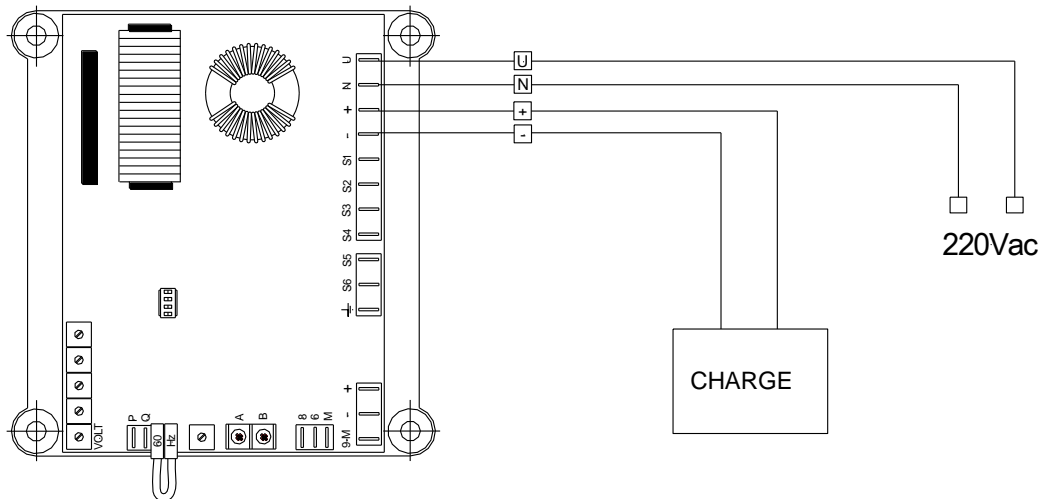 U
N
+
-
S1
S2
S3
S4
S5
S6
U
N
+
-
220Vac
CHARGE
+
-
9-M
VOLT
P
Q
60
Hz
A
B
8
6
M